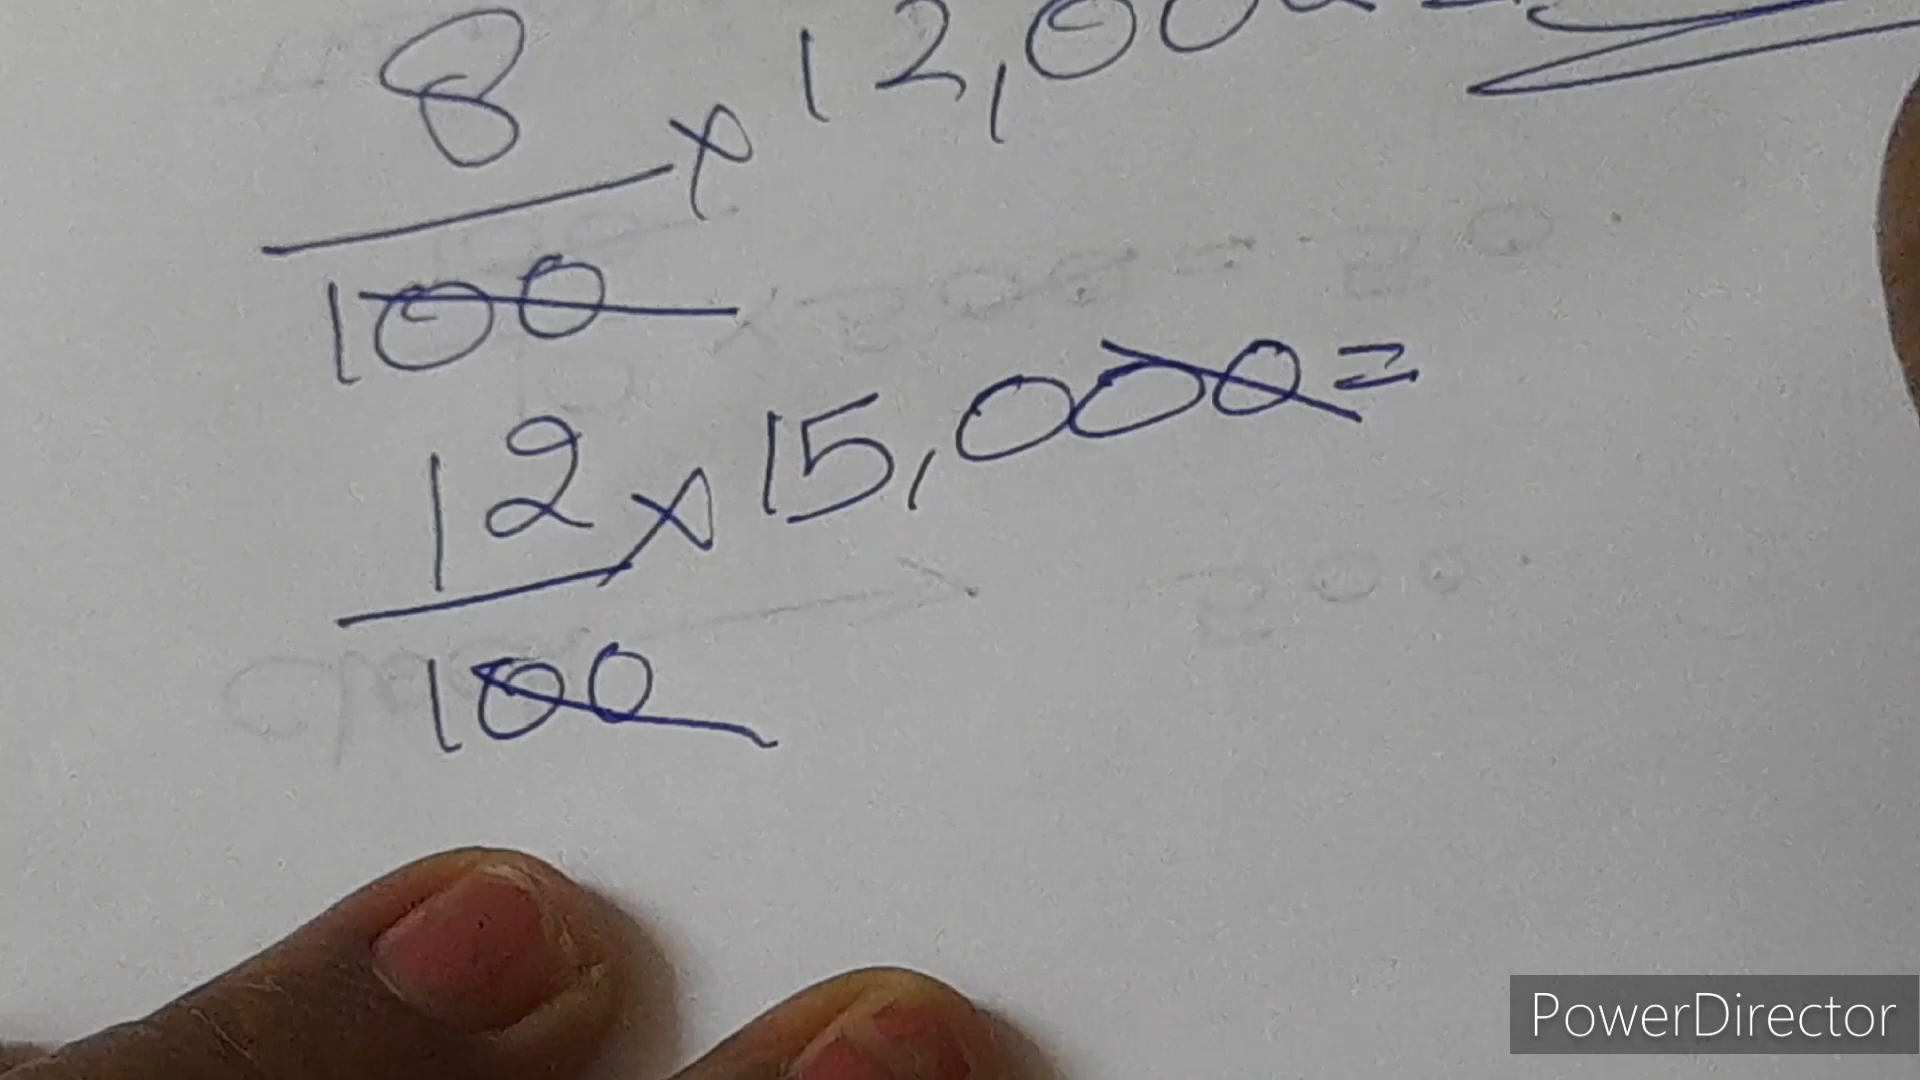 8/100 × 12,000 =
12/100 × 15,000 =
PowerDirector